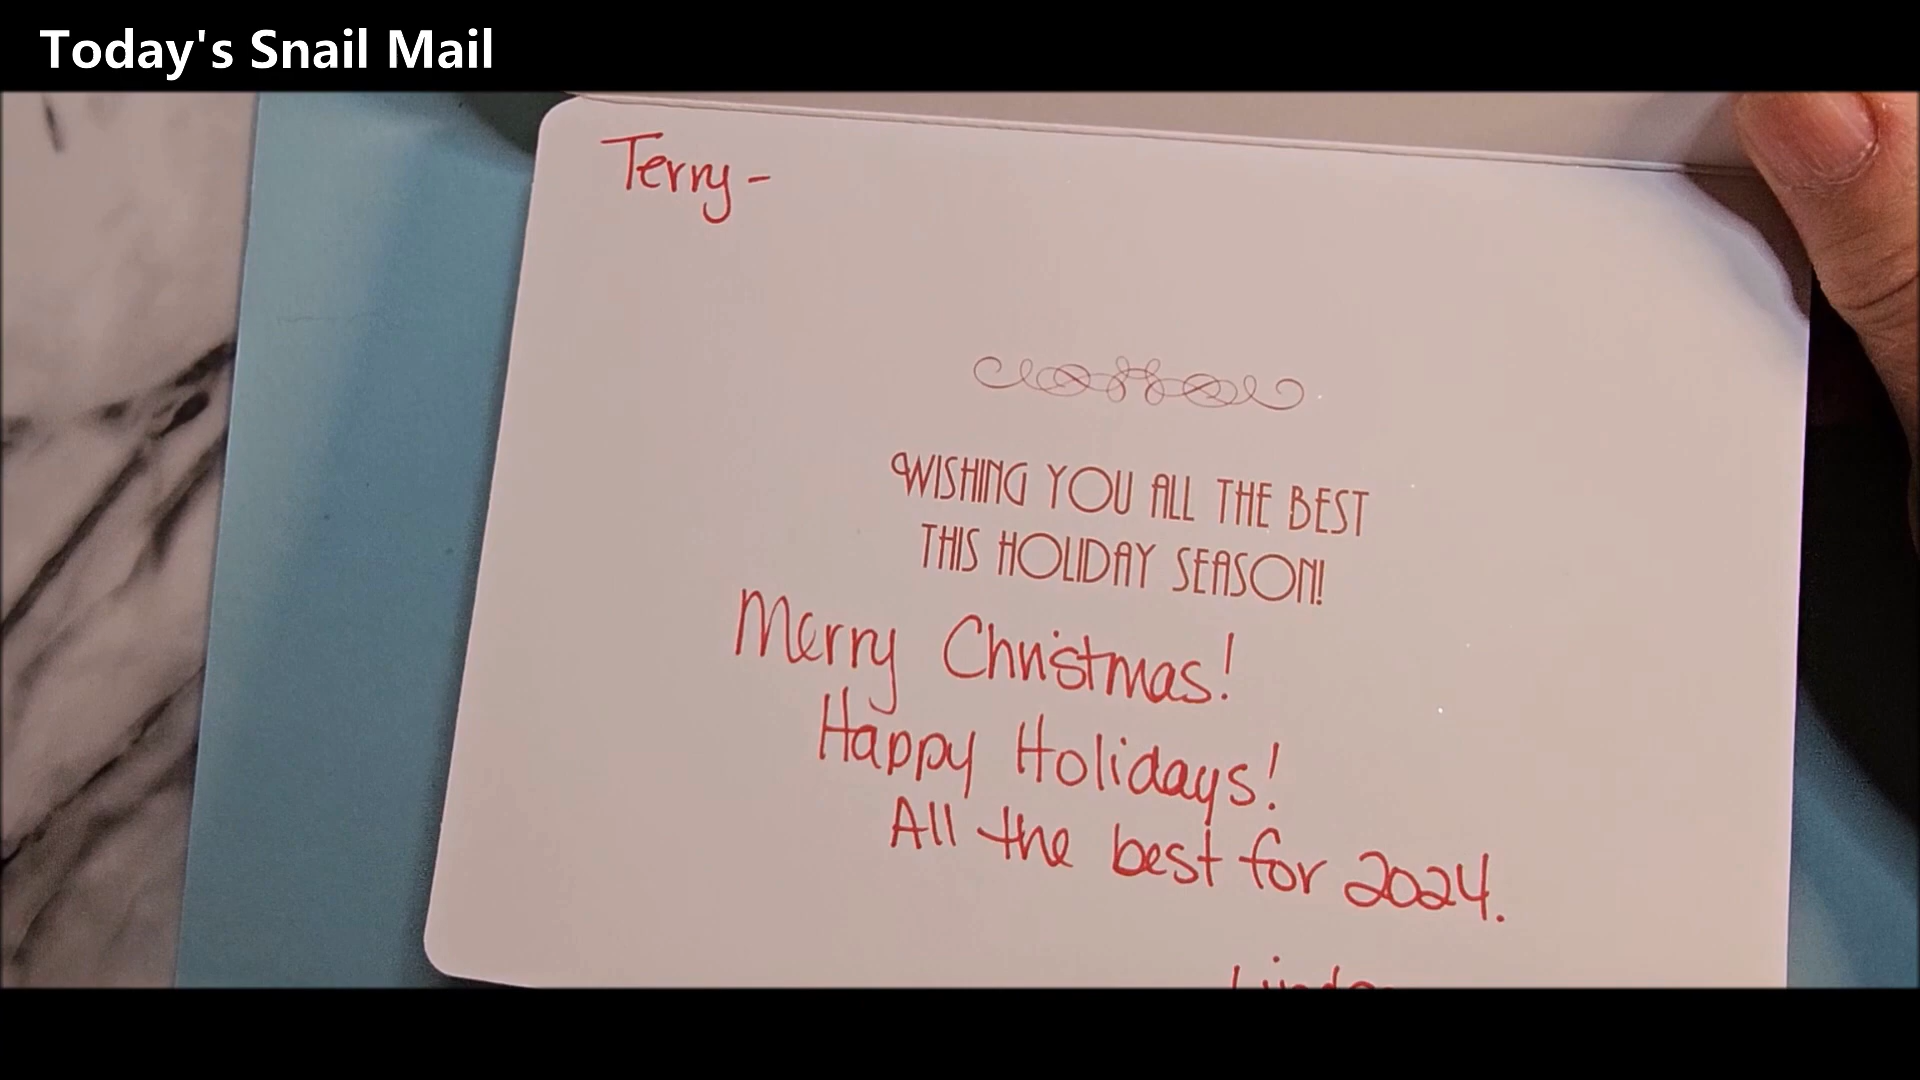 Today's Snail Mail
Terry-
WISHING YOU ALL THE BEST
THIS HOLIDAY SEASON!
Merry Christmas!
Happy Holidays!
All the best for 2024.